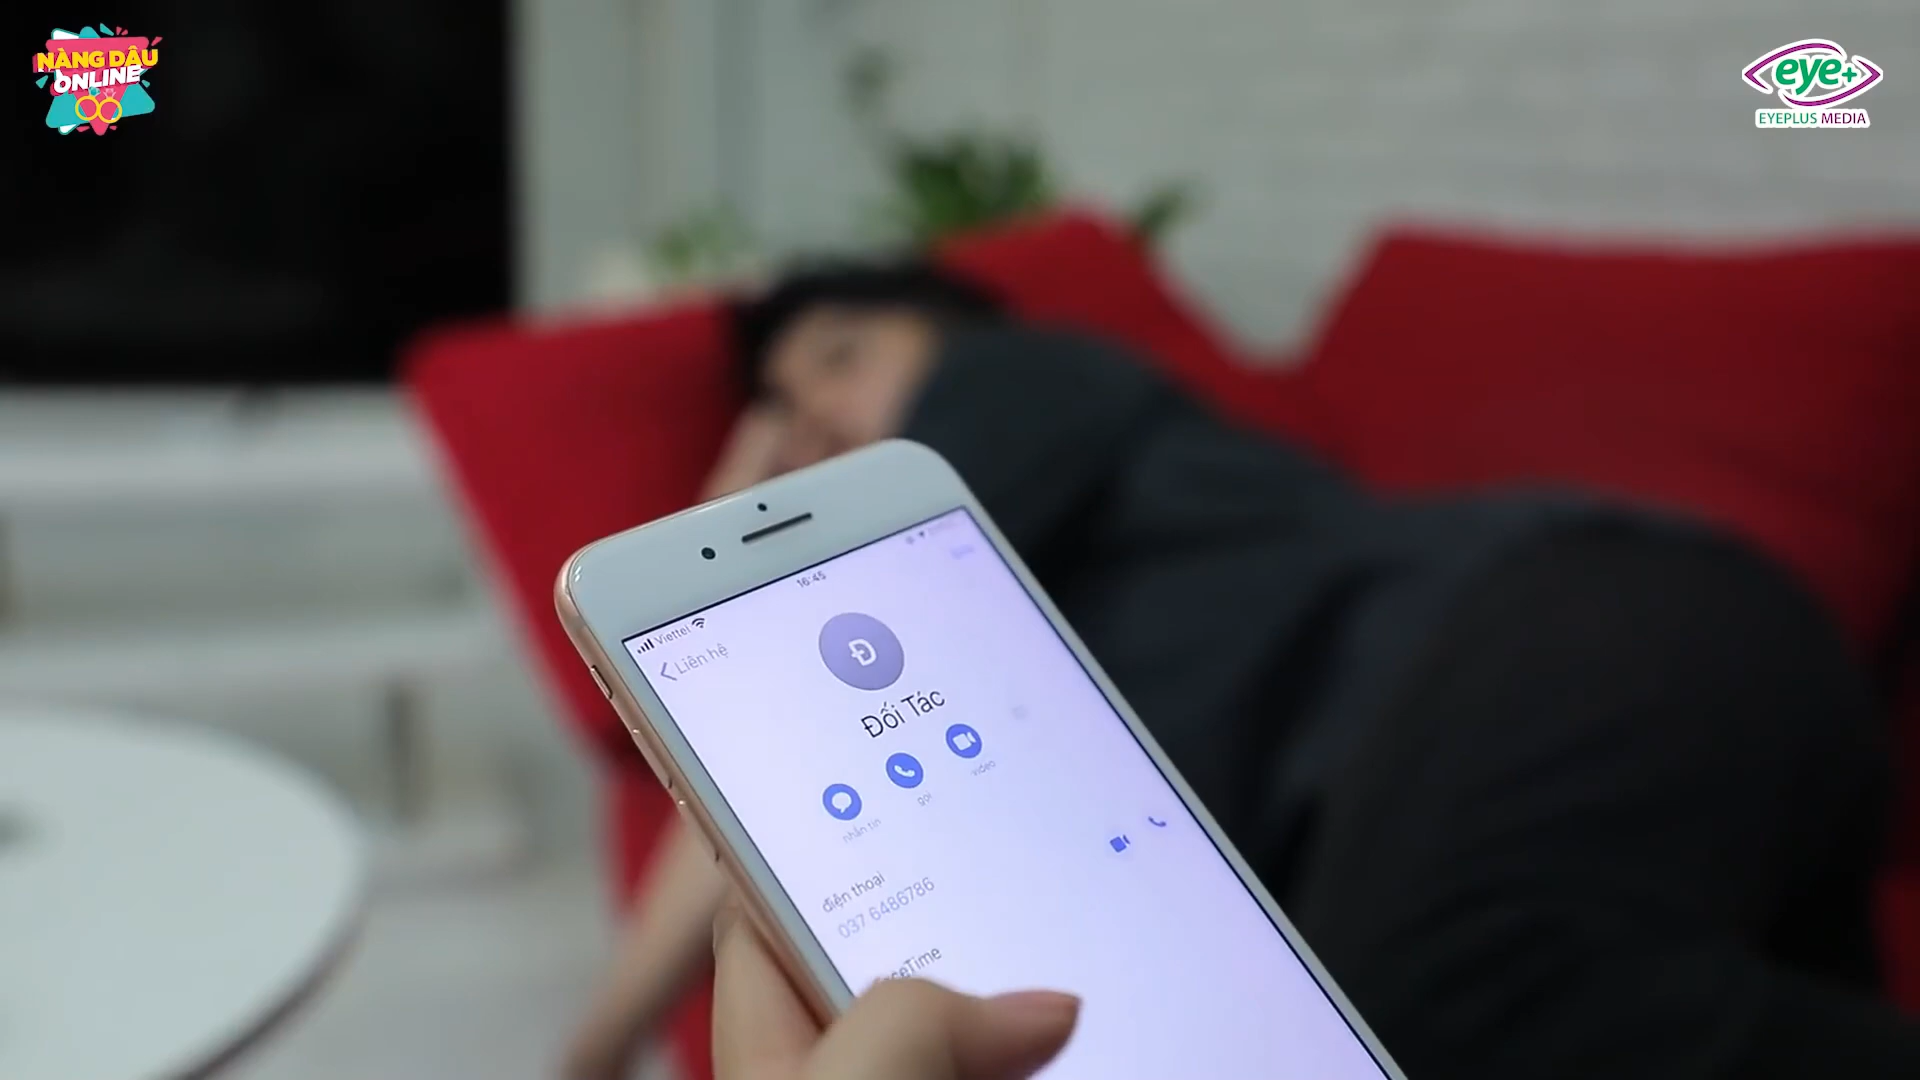 NÀNG DÂU
ONLINE
eye+
EYEPLUS MEDIA
16:45
Viettel
Liên hệ
Đ
Đối Tác
nhắn tin
gọi
video
điện thoại
037 6486786
FaceTime